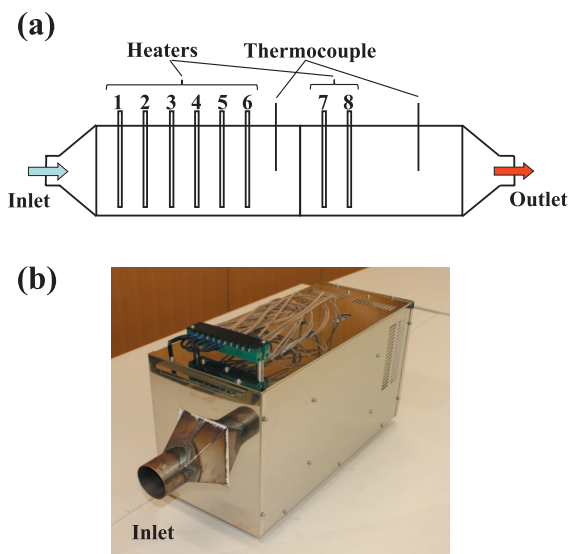 (a)
Heaters
Thermocouple
1 2 3 4 5 6 7 8
Inlet
Outlet
(b)
Inlet